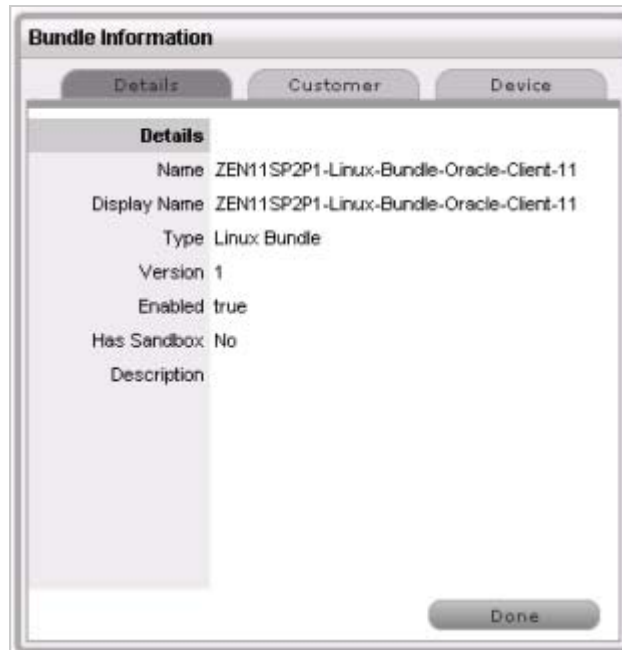 Bundle Information
Details Customer Device
Details
Name ZEN11SP2P1-Linux-Bundle-Oracle-Client-11
Display Name ZEN11SP2P1-Linux-Bundle-Oracle-Client-11
Type Linux Bundle
Version 1
Enabled true
Has Sandbox No
Description
Done